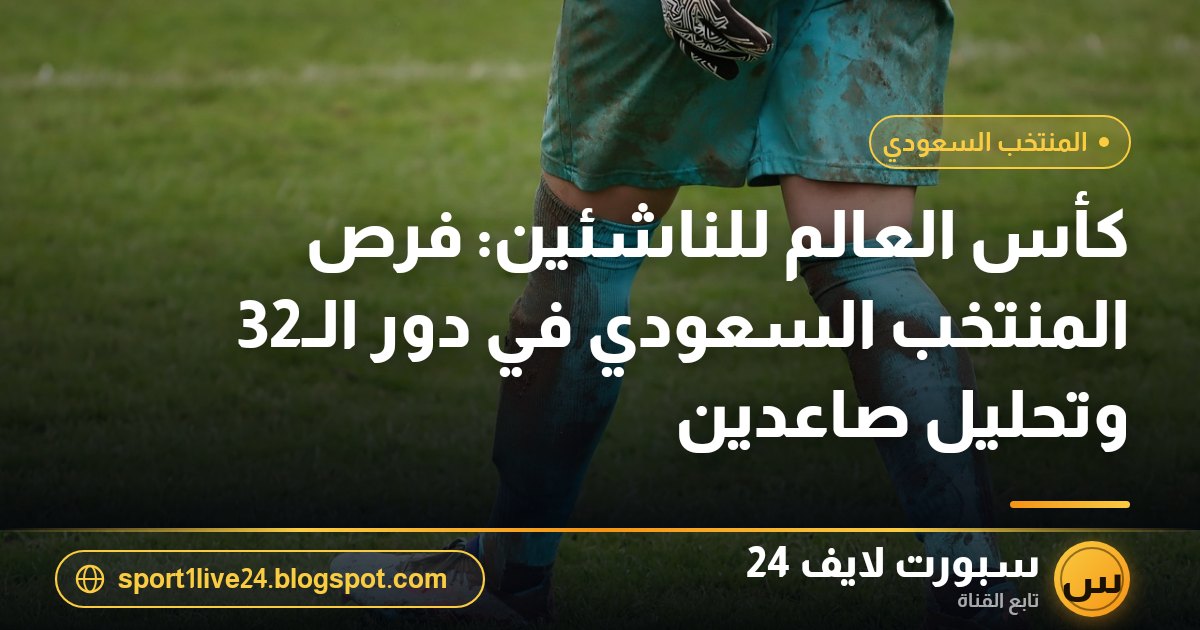 • المنتخب السعودي
كأس العالم للناشئين: فرص
المنتخب السعودي في دور الـ32
وتحليل صاعدين
سبورت لايف 24
تابع القناة
س
sport1live24.blogspot.com